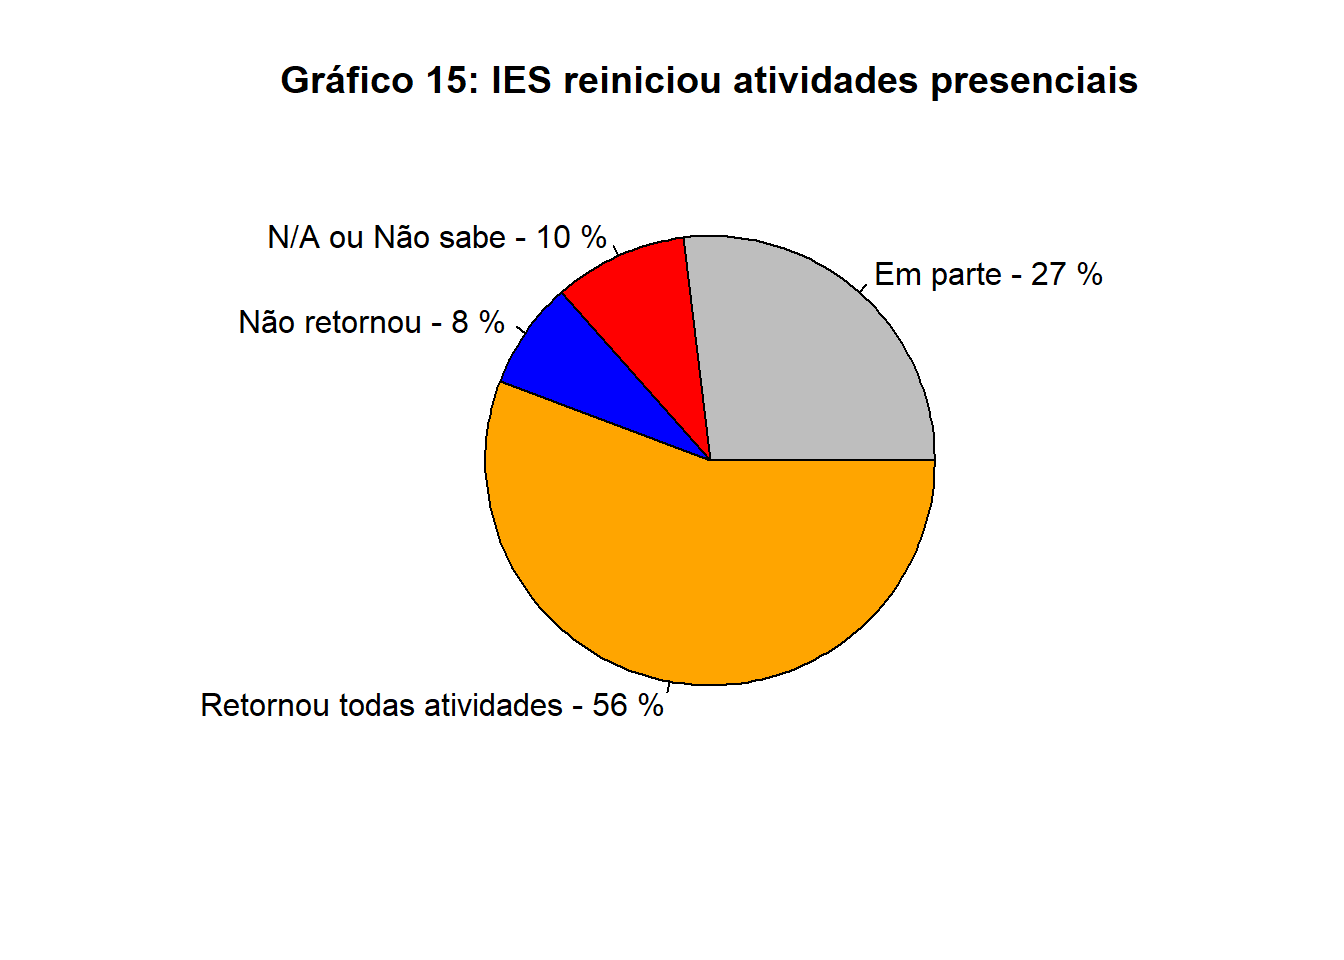 Gráfico 15: IES reiniciou atividades presenciais
N/A ou Não sabe - 10 %
Em parte - 27 %
Não retornou - 8 %
Retornou todas atividades - 56 %